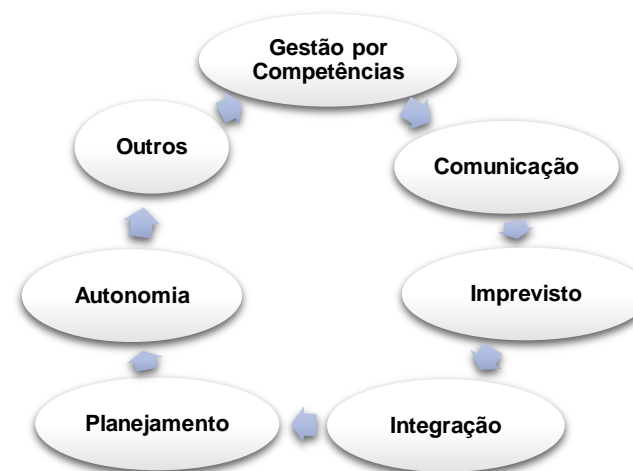 Gestão por
Competências
Comunicação
Imprevisto
Integração
Planejamento
Autonomia
Outros